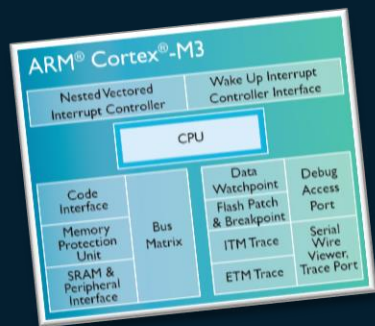 ARM® Cortex®-M3
Nested Vectored
Interrupt Controller
Wake Up Interrupt
Controller Interface
CPU
Code
Interface
Memory
Protection
Unit
SRAM &
Peripheral
Interface
Bus
Matrix
Data
Watchpoint
Flash Patch
& Breakpoint
ITM Trace
ETM Trace
Debug
Access
Port
Serial
Wire
Viewer,
Trace Port